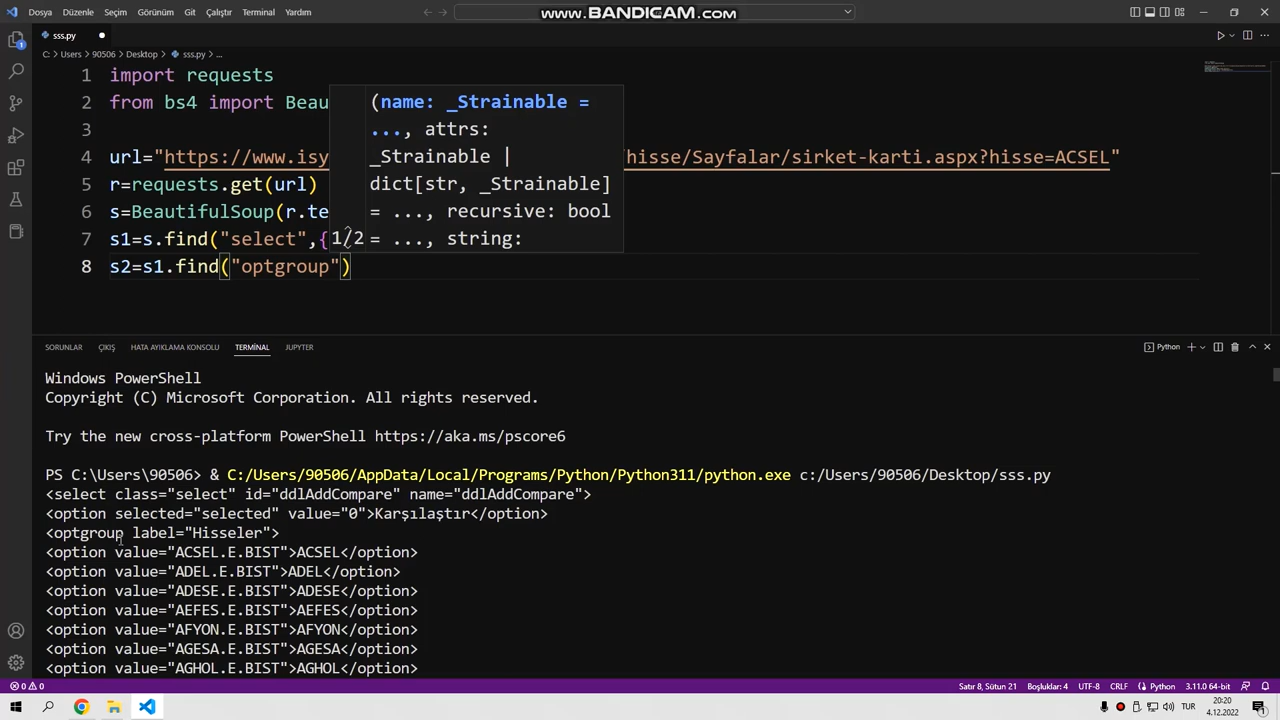 Dosya Düzenle Seçim Görünüm Git Çalıştır Terminal Yardım
www.BANDICAM.com
sss.py
C: > Users > 90506 > Desktop > sss.py > ...
1 import requests
2 from bs4 import Beau
3
4 url="https://www.isy hisse/Sayfalar/sirket-karti.aspx?hisse=ACSEL"
5 r=requests.get(url)
6 s=BeautifulSoup(r.te
7 s1=s.find("select",{
8 s2=s1.find("optgroup")
(name: _Strainable =
..., attrs:
_Strainable |
dict[str, _Strainable]
= ..., recursive: bool
1/2 = ..., string:
SORUNLAR ÇIKIŞ HATA AYIKLAMA KONSOLU TERMİNAL JUPYTER
Python
Windows PowerShell
Copyright (C) Microsoft Corporation. All rights reserved.
Try the new cross-platform PowerShell https://aka.ms/pscore6
PS C:\Users\90506> & C:/Users/90506/AppData/Local/Programs/Python/Python311/python.exe c:/Users/90506/Desktop/sss.py
<select class="select" id="ddlAddCompare" name="ddlAddCompare">
<option selected="selected" value="0">Karşılaştır</option>
<optgroup label="Hisseler">
<option value="ACSEL.E.BIST">ACSEL</option>
<option value="ADEL.E.BIST">ADEL</option>
<option value="ADESE.E.BIST">ADESE</option>
<option value="AEFES.E.BIST">AEFES</option>
<option value="AFYON.E.BIST">AFYON</option>
<option value="AGESA.E.BIST">AGESA</option>
<option value="AGHOL.E.BIST">AGHOL</option>
0 0 Satır 8, Sütun 21 Boşluklar: 4 UTF-8 CRLF Python 3.11.0 64-bit
TUR 20:20
4.12.2022